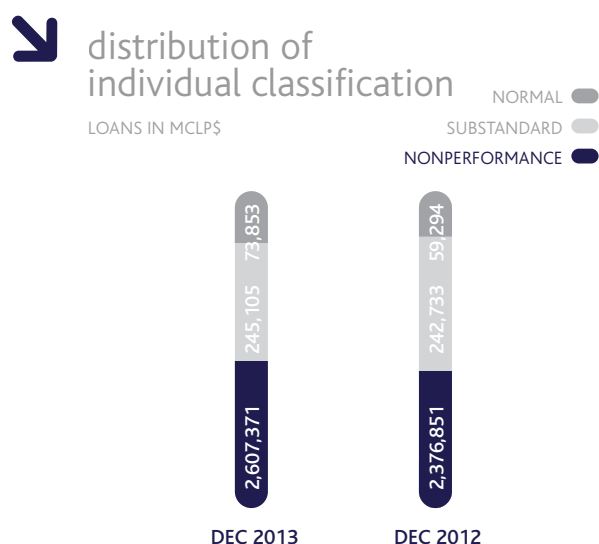 distribution of
individual classification
LOANS IN MCLP$
NORMAL
SUBSTANDARD
NONPERFORMANCE
73,853
245,105
2,607,371
59,294
242,733
2,376,851
DEC 2013
DEC 2012